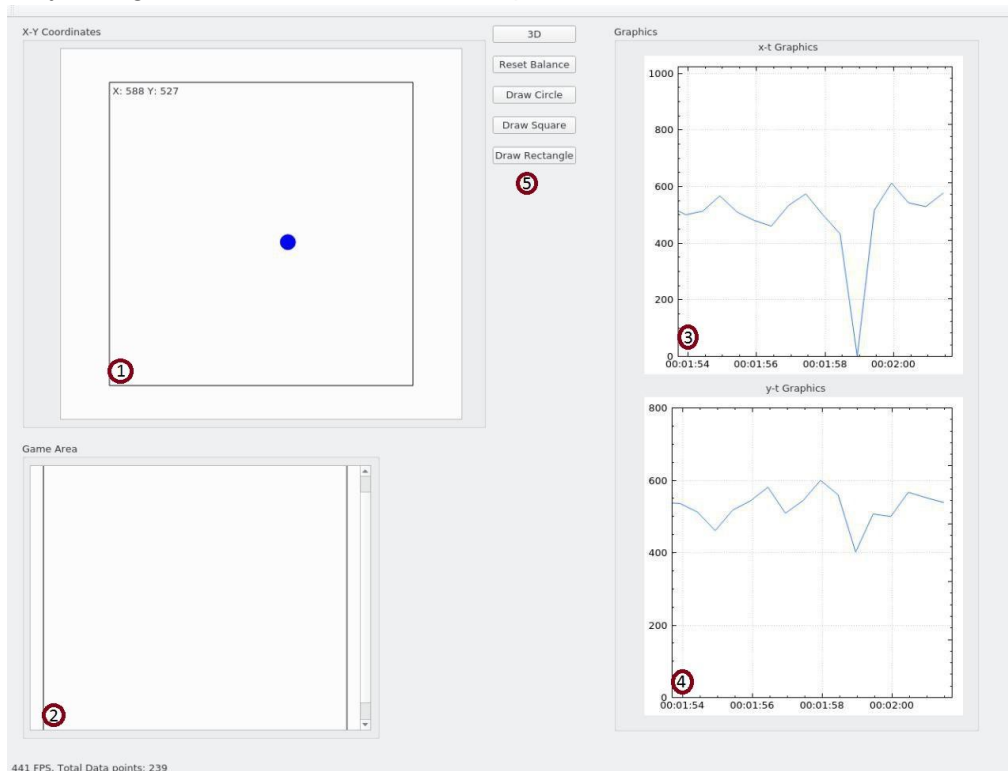 X-Y Coordinates
X: 588 Y: 527
1
3D
Reset Balance
Draw Circle
Draw Square
Draw Rectangle
5
Graphics
x-t Graphics
1000
800
600
400
200
0
3
00:01:54 00:01:56 00:01:58 00:02:00
y-t Graphics
800
600
400
200
0
4
00:01:54 00:01:56 00:01:58 00:02:00
Game Area
2
441 FPS, Total Data points: 239